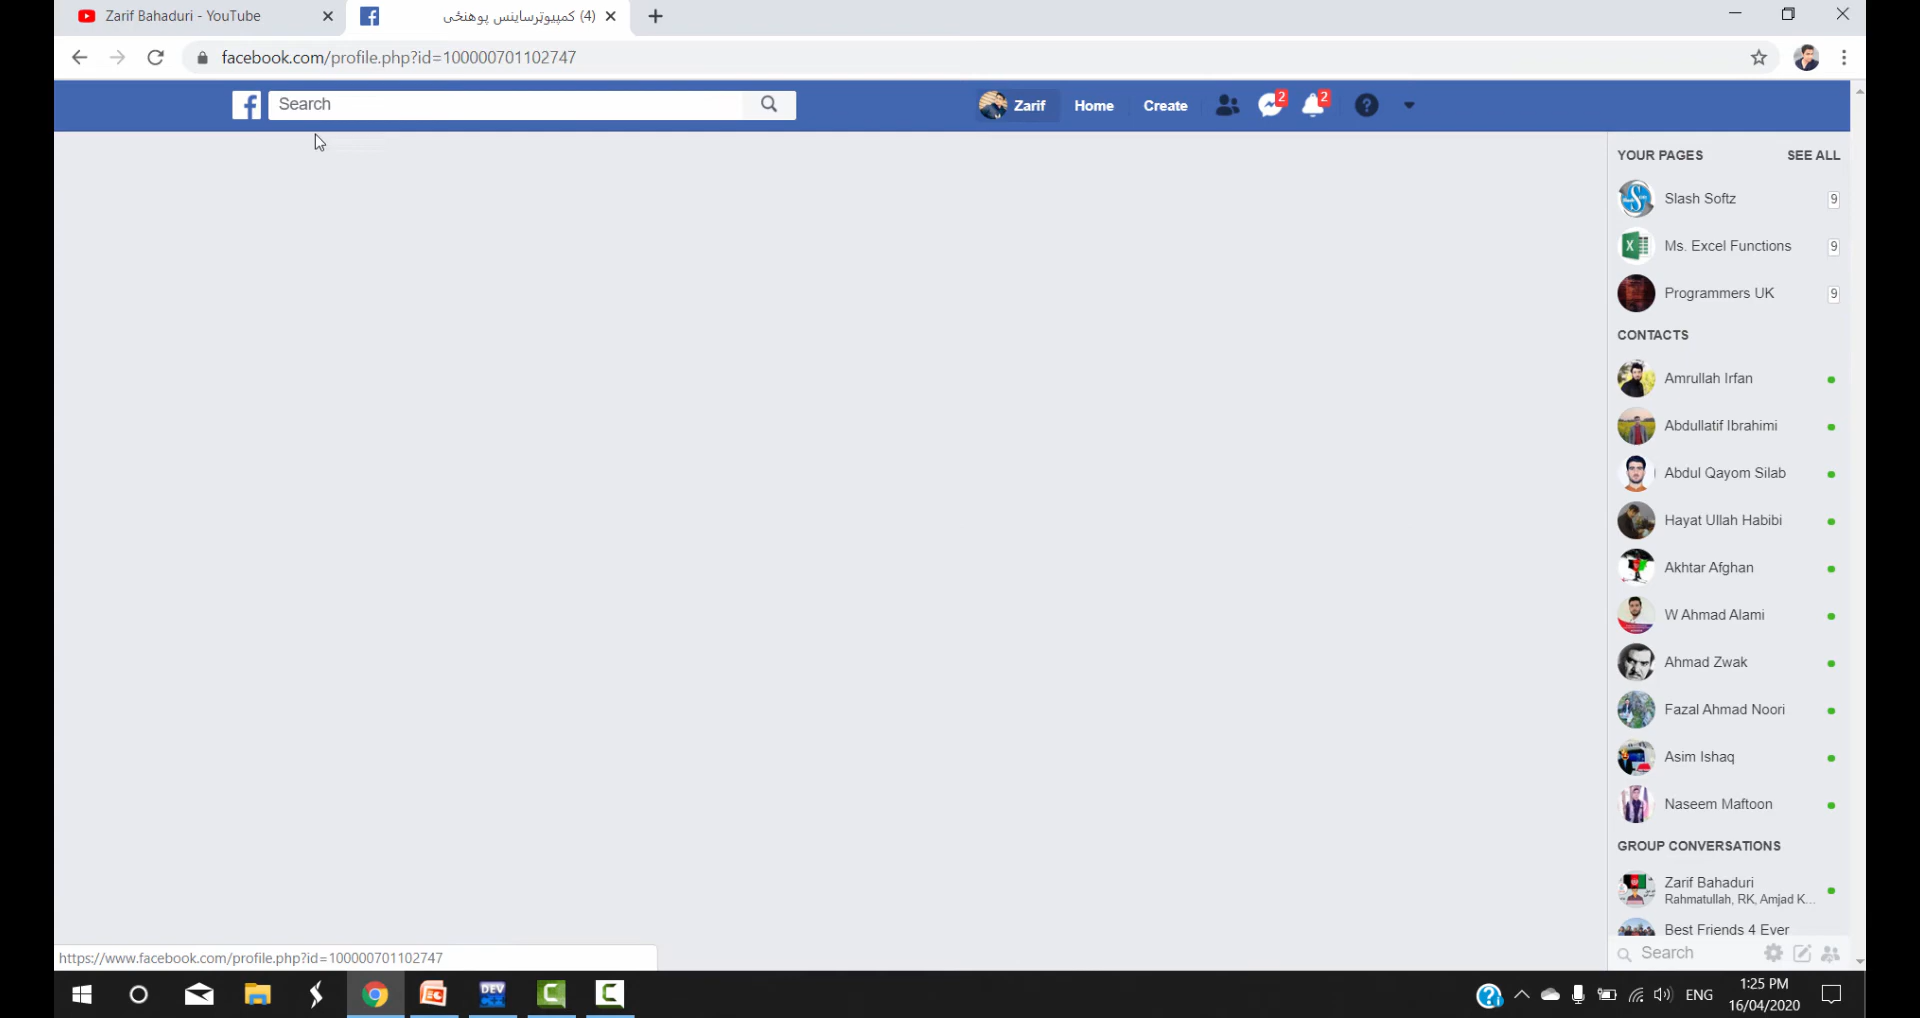 Zarif Bahaduri - YouTube
(4) کمپيوټرساينس پوهنځی
facebook.com/profile.php?id=100000701102747
Search
Zarif
Home
Create
2
2
YOUR PAGES
SEE ALL
Slash Softz
9
Ms. Excel Functions
9
Programmers UK
9
CONTACTS
Amrullah Irfan
Abdullatif Ibrahimi
Abdul Qayom Silab
Hayat Ullah Habibi
Akhtar Afghan
W Ahmad Alami
Ahmad Zwak
Fazal Ahmad Noori
Asim Ishaq
Naseem Maftoon
GROUP CONVERSATIONS
Zarif Bahaduri
Rahmatullah, RK, Amjad K...
Best Friends 4 Ever
Search
https://www.facebook.com/profile.php?id=100000701102747
DEV
ENG
1:25 PM
16/04/2020